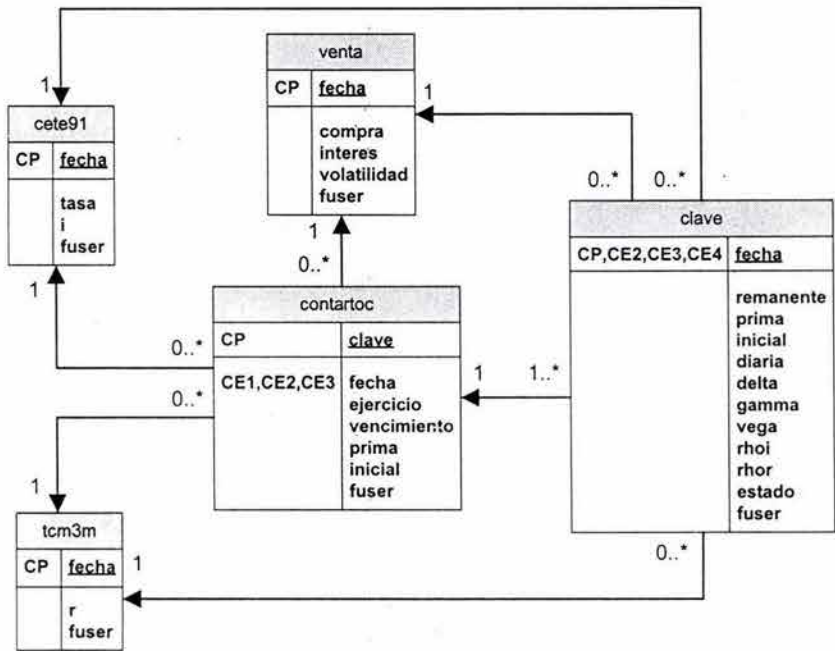 venta
CP fecha
compra
interes
volatilidad
fuser
1
1
0..*
1
cete91
CP fecha
tasa
i
fuser
1
0..*
0..*
clave
CP,CE2,CE3,CE4 fecha
remanente
prima
inicial
diaria
delta
gamma
vega
rhoi
rhor
estado
fuser
0..*
contartoc
CP clave
CE1,CE2,CE3 fecha
ejercicio
vencimiento
prima
inicial
fuser
0..*
0..*
1
1..*
1
tcm3m
CP fecha
r
fuser
1